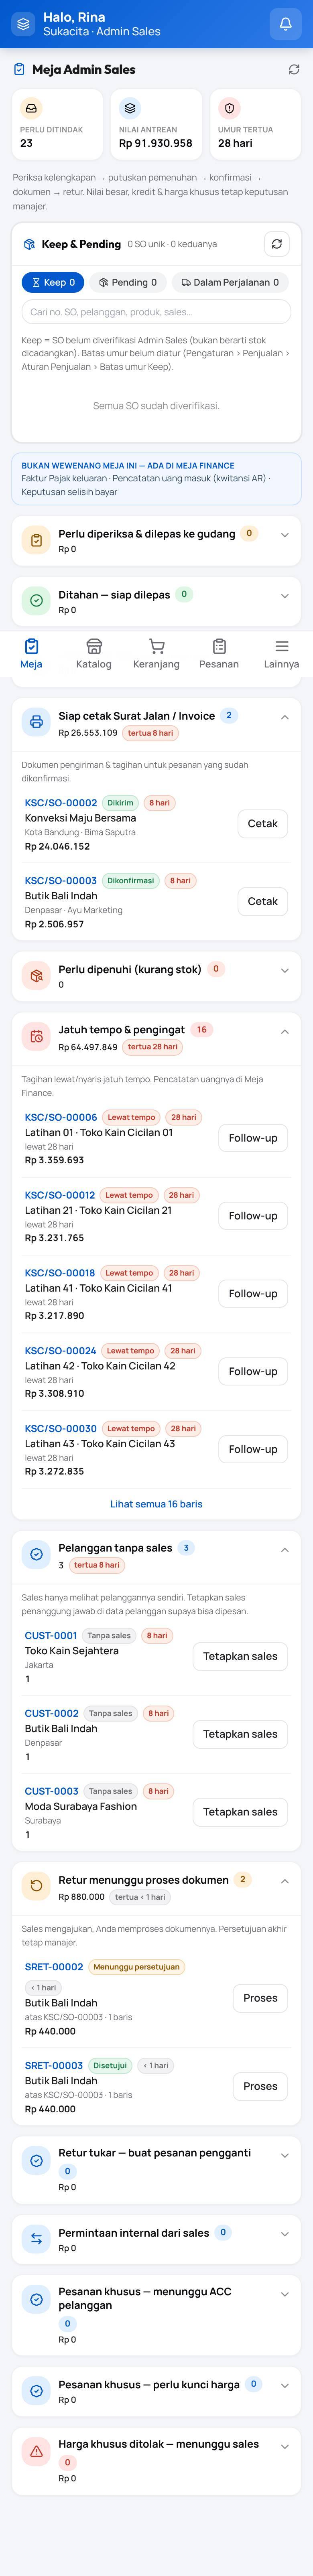 Halo, Rina
Sukacita · Admin Sales
Meja Admin Sales
PERLU DITINDAK
23
NILAI ANTREAN
Rp 91.930.958
UMUR TERTUA
28 hari
Periksa kelengkapan → putuskan pemenuhan → konfirmasi →
dokumen → retur. Nilai besar, kredit & harga khusus tetap keputusan
manajer.
Keep & Pending 0 SO unik · 0 keduanya
Keep 0
Pending 0
Dalam Perjalanan 0
Cari no. SO, pelanggan, produk, sales...
Keep = SO belum diverifikasi Admin Sales (bukan berarti stok
dicadangkan). Batas umur belum diatur (Pengaturan › Penjualan ›
Aturan Penjualan › Batas umur Keep).
Semua SO sudah diverifikasi.
BUKAN WEWENANG MEJA INI — ADA DI MEJA FINANCE
Faktur Pajak keluaran · Pencatatan uang masuk (kwitansi AR) ·
Keputusan selisih bayar
Perlu diperiksa & dilepas ke gudang 0
Rp 0
Ditahan — siap dilepas 0
Rp 0
Meja
Katalog
Keranjang
Pesanan
Lainnya
Siap cetak Surat Jalan / Invoice 2
Rp 26.553.109 tertua 8 hari
Dokumen pengiriman & tagihan untuk pesanan yang sudah
dikonfirmasi.
KSC/SO-00002 Dikirim 8 hari
Konveksi Maju Bersama
Kota Bandung · Bima Saputra
Rp 24.046.152
Cetak
KSC/SO-00003 Dikonfirmasi 8 hari
Butik Bali Indah
Denpasar · Ayu Marketing
Rp 2.506.957
Cetak
Perlu dipenuhi (kurang stok) 0
0
Jatuh tempo & pengingat 16
Rp 64.497.849 tertua 28 hari
Tagihan lewat/nyaris jatuh tempo. Pencatatan uangnya di Meja
Finance.
KSC/SO-00006 Lewat tempo 28 hari
Latihan 01 · Toko Kain Cicilan 01
lewat 28 hari
Rp 3.359.693
Follow-up
KSC/SO-00012 Lewat tempo 28 hari
Latihan 21 · Toko Kain Cicilan 21
lewat 28 hari
Rp 3.231.765
Follow-up
KSC/SO-00018 Lewat tempo 28 hari
Latihan 41 · Toko Kain Cicilan 41
lewat 28 hari
Rp 3.217.890
Follow-up
KSC/SO-00024 Lewat tempo 28 hari
Latihan 42 · Toko Kain Cicilan 42
lewat 28 hari
Rp 3.308.910
Follow-up
KSC/SO-00030 Lewat tempo 28 hari
Latihan 43 · Toko Kain Cicilan 43
lewat 28 hari
Rp 3.272.835
Follow-up
Lihat semua 16 baris
Pelanggan tanpa sales 3
3 tertua 8 hari
Sales hanya melihat pelanggannya sendiri. Tetapkan sales
penanggung jawab di data pelanggan supaya bisa dipesan.
CUST-0001 Tanpa sales 8 hari
Toko Kain Sejahtera
Jakarta
1
Tetapkan sales
CUST-0002 Tanpa sales 8 hari
Butik Bali Indah
Denpasar
1
Tetapkan sales
CUST-0003 Tanpa sales 8 hari
Moda Surabaya Fashion
Surabaya
1
Tetapkan sales
Retur menunggu proses dokumen 2
Rp 880.000 tertua < 1 hari
Sales mengajukan, Anda memproses dokumennya. Persetujuan akhir
tetap manajer.
SRET-00002 Menunggu persetujuan
< 1 hari
Butik Bali Indah
atas KSC/SO-00003 · 1 baris
Rp 440.000
Proses
SRET-00003 Disetujui < 1 hari
Butik Bali Indah
atas KSC/SO-00003 · 1 baris
Rp 440.000
Proses
Retur tukar — buat pesanan pengganti
0
Rp 0
Permintaan internal dari sales 0
Rp 0
Pesanan khusus — menunggu ACC
pelanggan
0
Rp 0
Pesanan khusus — perlu kunci harga 0
Rp 0
Harga khusus ditolak — menunggu sales
0
Rp 0